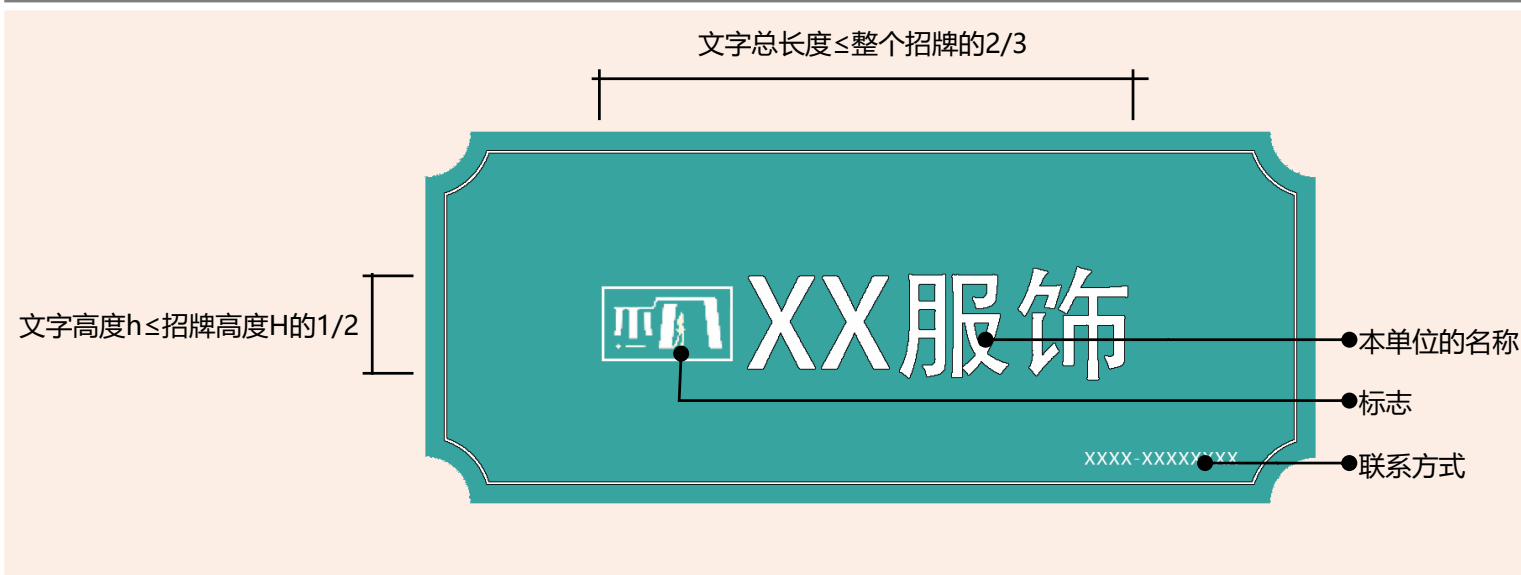 文字总长度≤整个招牌的2/3
文字高度h≤招牌高度H的1/2
XX服饰
本单位的名称
标志
XXXX-XXXXXXXX
联系方式